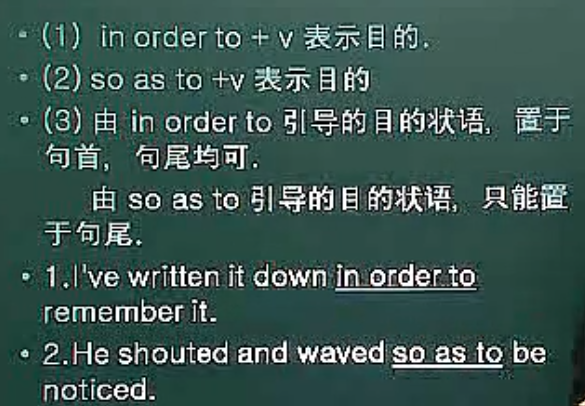 • (1) in order to + v 表示目的.
• (2) so as to +v 表示目的
• (3) 由 in order to 引导的目的状语, 置于
句首, 句尾均可.
由 so as to 引导的目的状语, 只能置
于句尾.
• 1.I've written it down in order to
remember it.
• 2.He shouted and waved so as to be
noticed.